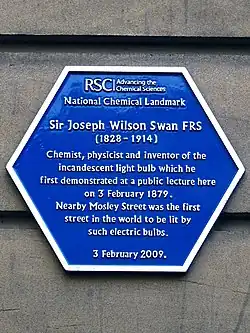 RSC | Advancing the
Chemical Sciences
National Chemical Landmark
Sir Joseph Wilson Swan FRS
(1828-1914)
Chemist, physicist and inventor of the
incandescent light bulb which he
first demonstrated at a public lecture here
on 3 February 1879.
Nearby Mosley Street was the first
street in the world to be lit by
such electric bulbs.
3 February 2009.